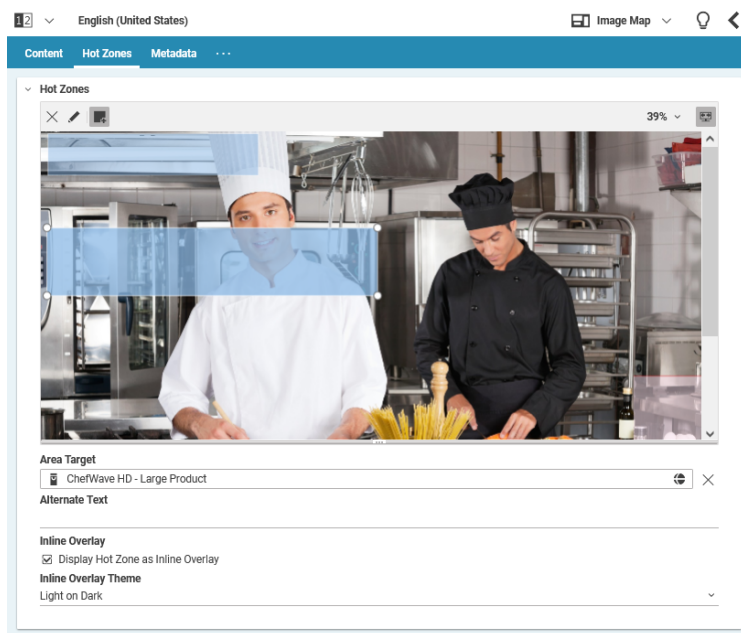 12
English (United States)
Image Map
Content
Hot Zones
Metadata
...
Hot Zones
39%
Area Target
ChefWave HD - Large Product
Alternate Text
Inline Overlay
Display Hot Zone as Inline Overlay
Inline Overlay Theme
Light on Dark